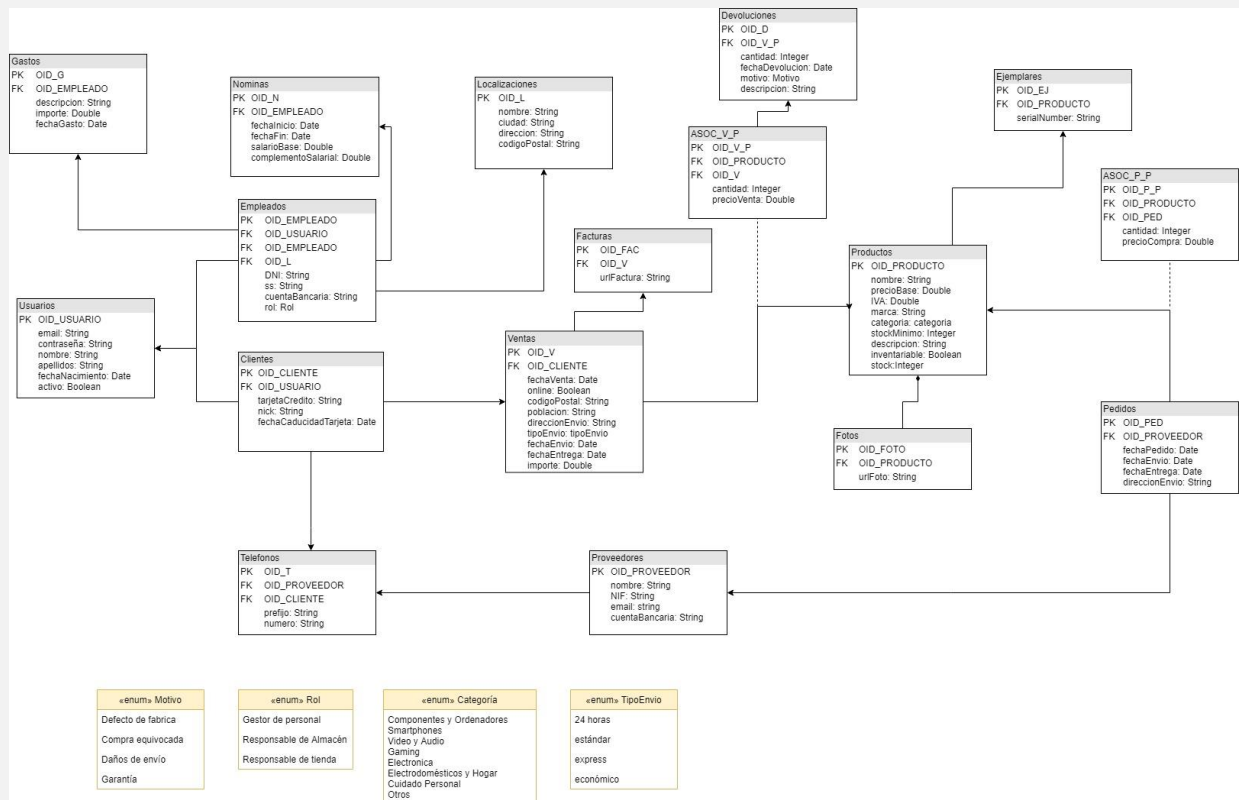 Devoluciones
PK OID_D
FK OID_V_P
cantidad: Integer
fechaDevolucion: Date
motivo: Motivo
descripcion: String
Gastos
PK OID_G
FK OID_EMPLEADO
descripcion: String
importe: Double
fechaGasto: Date
Nominas
PK OID_N
FK OID_EMPLEADO
fechaInicio: Date
fechaFin: Date
salarioBase: Double
complementoSalarial: Double
Localizaciones
PK OID_L
nombre: String
ciudad: String
direccion: String
codigoPostal: String
Ejemplares
PK OID_EJ
FK OID_PRODUCTO
serialNumber: String
ASOC_V_P
PK OID_V_P
FK OID_PRODUCTO
FK OID_V
cantidad: Integer
precioVenta: Double
ASOC_P_P
PK OID_P_P
FK OID_PRODUCTO
FK OID_PED
cantidad: Integer
precioCompra: Double
Empleados
PK OID_EMPLEADO
FK OID_USUARIO
FK OID_EMPLEADO
FK OID_L
DNI: String
ss: String
cuentaBancaria: String
rol: Rol
Facturas
PK OID_FAC
FK OID_V
urlFactura: String
Productos
PK OID_PRODUCTO
nombre: String
precioBase: Double
IVA: Double
marca: String
categoria: categoria
stockMinimo: Integer
descripcion: String
inventariable: Boolean
stock:Integer
Usuarios
PK OID_USUARIO
email: String
contraseña: String
nombre: String
apellidos: String
fechaNacimiento: Date
activo: Boolean
Clientes
PK OID_CLIENTE
FK OID_USUARIO
tarjetaCredito: String
nick: String
fechaCaducidadTarjeta: Date
Ventas
PK OID_V
FK OID_CLIENTE
fechaVenta: Date
online: Boolean
codigoPostal: String
poblacion: String
direccionEnvio: String
tipoEnvio: tipoEnvio
fechaEnvio: Date
fechaEntrega: Date
importe: Double
Fotos
PK OID_FOTO
FK OID_PRODUCTO
urlFoto: String
Pedidos
PK OID_PED
FK OID_PROVEEDOR
fechaPedido: Date
fechaEnvio: Date
fechaEntrega: Date
direccionEnvio: String
Telefonos
PK OID_T
FK OID_PROVEEDOR
FK OID_CLIENTE
prefijo: String
numero: String
Proveedores
PK OID_PROVEEDOR
nombre: String
NIF: String
email: string
cuentaBancaria: String
«enum» Motivo
Defecto de fabrica
Compra equivocada
Daños de envío
Garantía
«enum» Rol
Gestor de personal
Responsable de Almacén
Responsable de tienda
«enum» Categoría
Componentes y Ordenadores
Smartphones
Video y Audio
Gaming
Electronica
Electrodomésticos y Hogar
Cuidado Personal
Otros
«enum» TipoEnvio
24 horas
estándar
express
económico